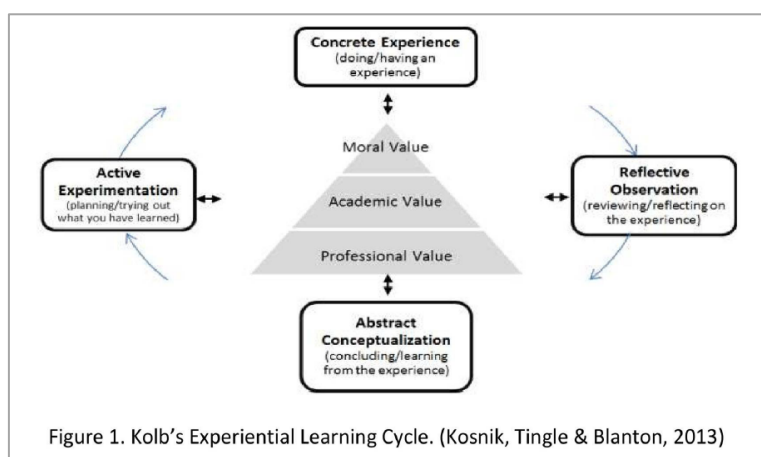 Concrete Experience
(doing/having an
experience)
Moral Value
Academic Value
Professional Value
Active
Experimentation
(planning/trying out
what you have learned)
Reflective
Observation
(reviewing/reflecting on
the experience)
Abstract
Conceptualization
(concluding/learning
from the experience)
Figure 1. Kolb’s Experiential Learning Cycle. (Kosnik, Tingle & Blanton, 2013)